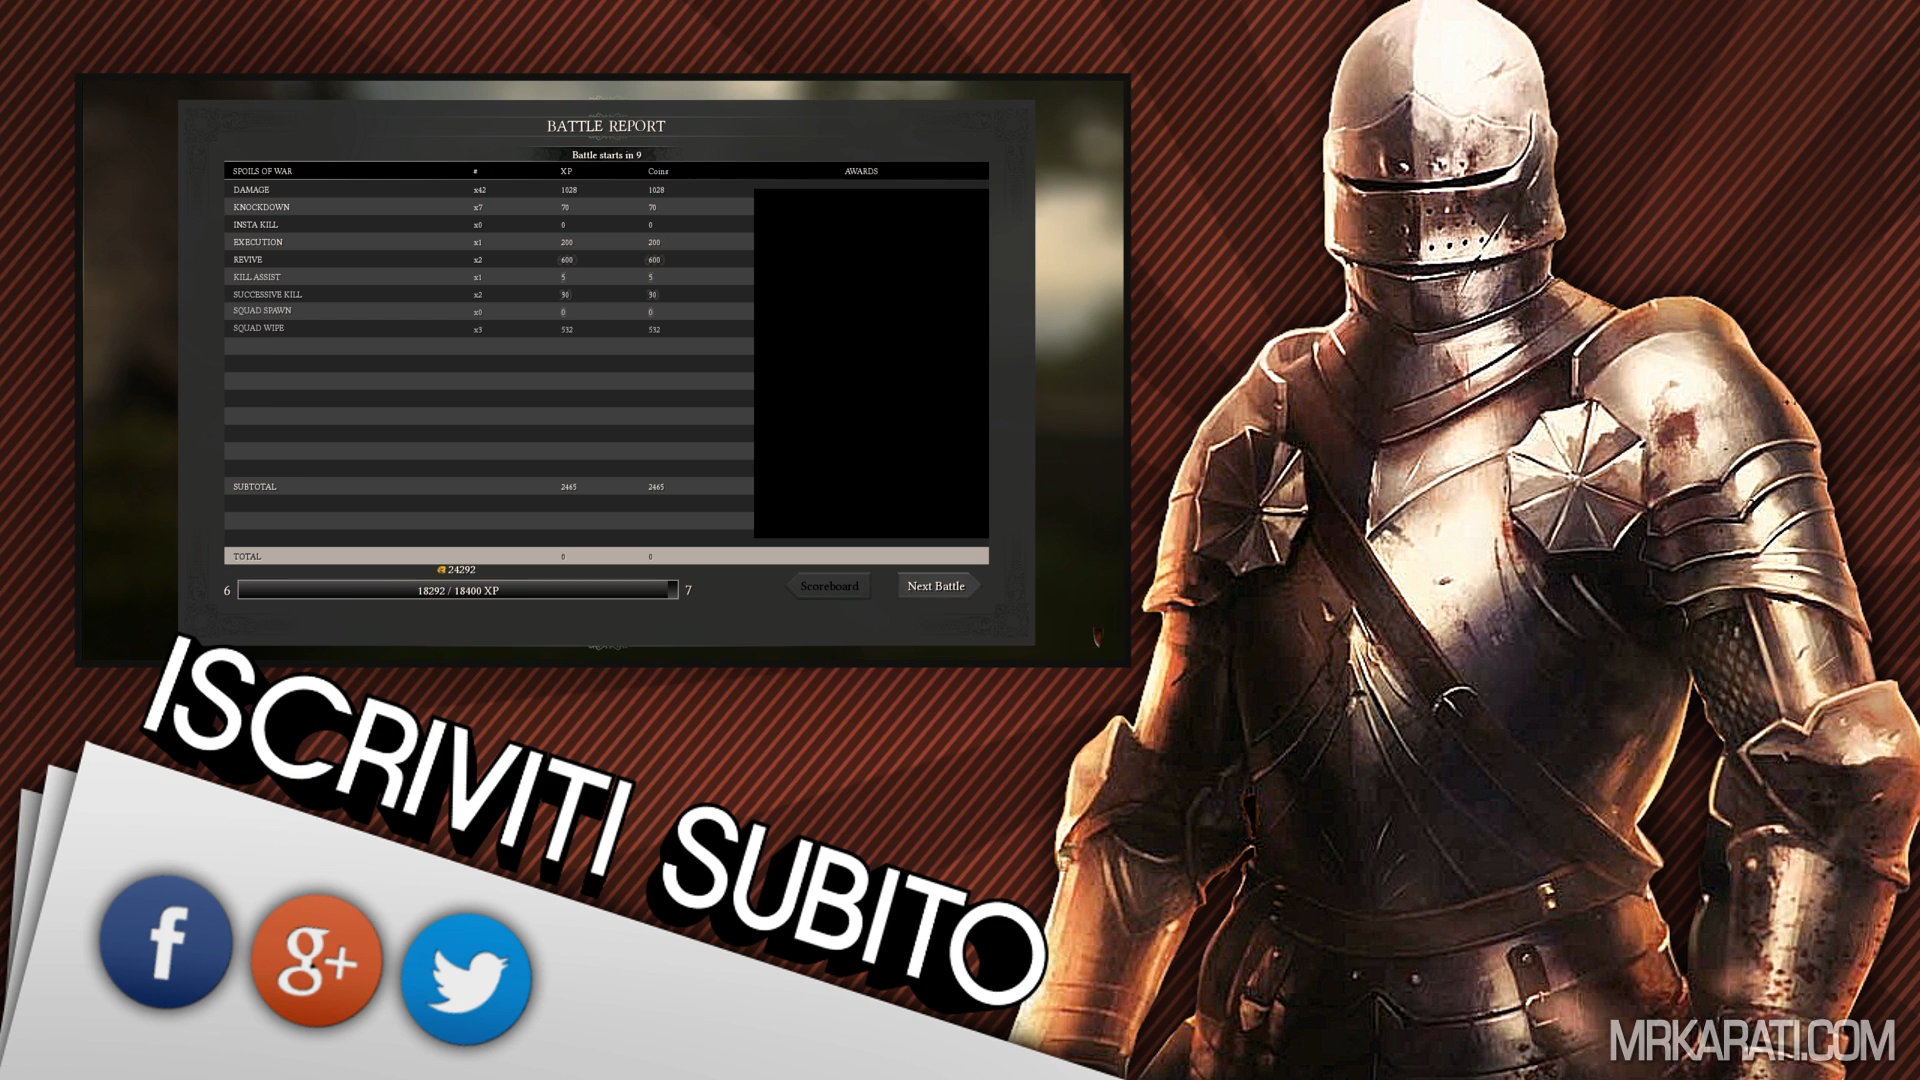 BATTLE REPORT
Battle starts in 9
SPOILS OF WAR # XP Coins AWARDS
DAMAGE x42 1028 1028
KNOCKDOWN x7 70 70
INSTA KILL x0 0 0
EXECUTION x1 200 200
REVIVE x2 600 600
KILL ASSIST x1 5 5
SUCCESSIVE KILL x2 30 30
SQUAD SPAWN x0 0 0
SQUAD WIPE x3 532 532
SUBTOTAL 2465 2465
TOTAL 0 0
24292
6 18292 / 18400 XP 7
Scoreboard Next Battle
ISCRIVITI SUBITO
f g+
MRKARATI.COM